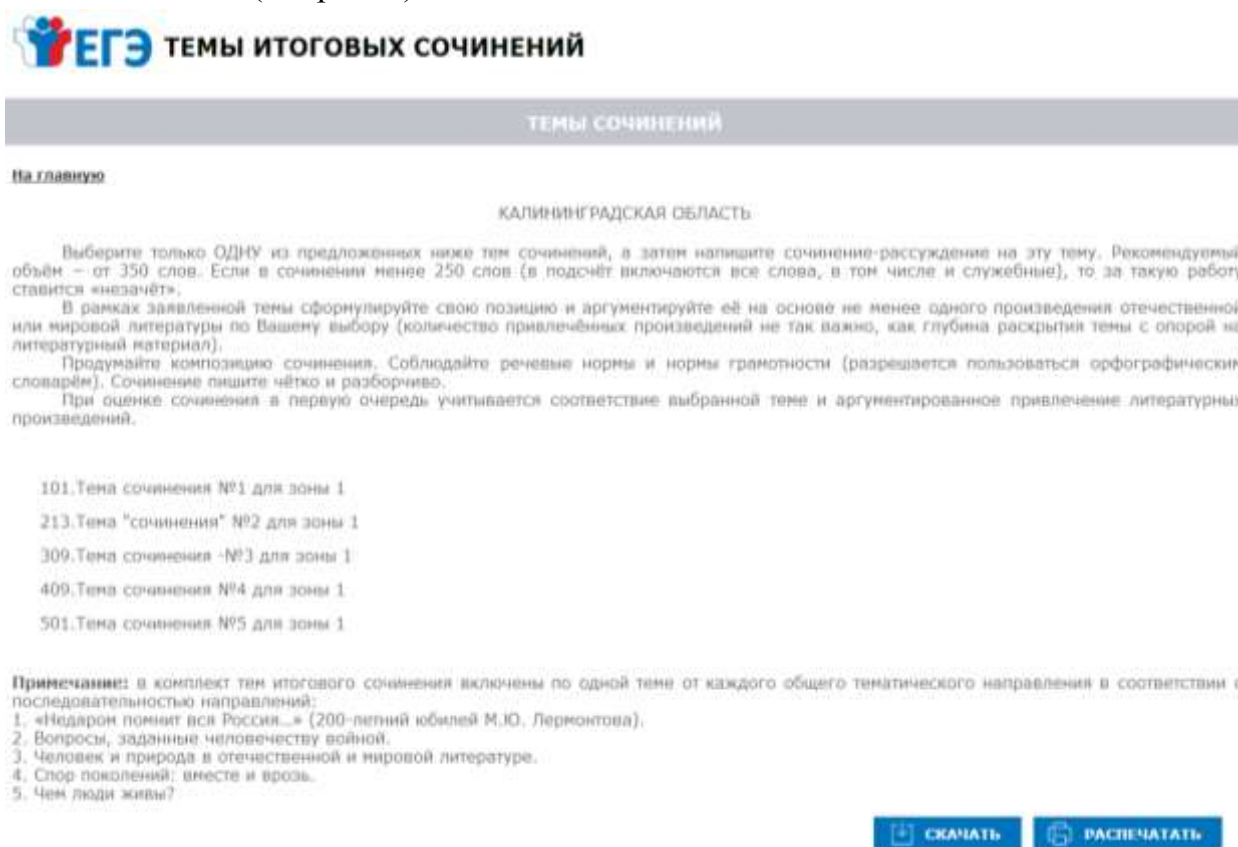 ЕГЭ ТЕМЫ ИТОГОВЫХ СОЧИНЕНИЙ
ТЕМЫ СОЧИНЕНИЙ
На главную
КАЛИНИНГРАДСКАЯ ОБЛАСТЬ
Выберите только ОДНУ из предложенных ниже тем сочинений, а затем напишите сочинение-рассуждение на эту тему. Рекомендуемый
объём – от 350 слов. Если в сочинении менее 250 слов (в подсчёт включаются все слова, в том числе и служебные), то за такую работу
ставится «незачёт».
В рамках заявленной темы сформулируйте свою позицию и аргументируйте её на основе не менее одного произведения отечественной
или мировой литературы по Вашему выбору (количество привлечённых произведений не так важно, как глубина раскрытия темы с опорой на
литературный материал).
Продумайте композицию сочинения. Соблюдайте речевые нормы и нормы грамотности (разрешается пользоваться орфографическим
словарём). Сочинение пишите чётко и разборчиво.
При оценке сочинения в первую очередь учитывается соответствие выбранной теме и аргументированное привлечение литературных
произведений.
101.Тема сочинения №1 для зоны 1
213.Тема "сочинения" №2 для зоны 1
309.Тема сочинения -№3 для зоны 1
409.Тема сочинения №4 для зоны 1
501.Тема сочинения №5 для зоны 1
Примечание: в комплект тем итогового сочинения включены по одной теме от каждого общего тематического направления в соответствии с
последовательностью направлений:
1. «Недаром помнит вся Россия...» (200-летний юбилей М.Ю. Лермонтова).
2. Вопросы, заданные человечеству войной.
3. Человек и природа в отечественной и мировой литературе.
4. Спор поколений: вместе и врозь.
5. Чем люди живы?
СКАЧАТЬ РАСПЕЧАТАТЬ